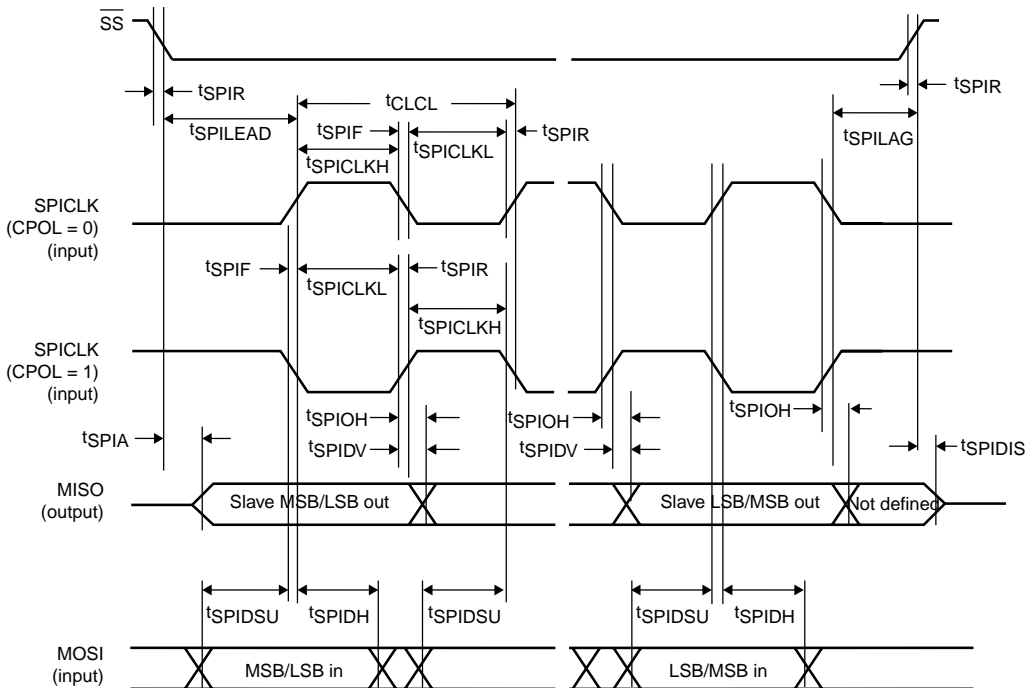 SS
tSPIR
tSPIR
tCLCL
tSPILEAD
tSPIF
tSPIR
tSPICLKL
tSPILAG
tSPICLKH
SPICLK
(CPOL = 0)
(input)
tSPIF
tSPIR
tSPICLKL
tSPICLKH
SPICLK
(CPOL = 1)
(input)
tSPIOH
tSPIOH
tSPIOH
tSPIA
tSPIDV
tSPIDV
tSPIDIS
MISO
(output)
Slave MSB/LSB out
Slave LSB/MSB out
Not defined
tSPIDSU
tSPIDH
tSPIDSU
tSPIDSU
tSPIDH
MOSI
(input)
MSB/LSB in
LSB/MSB in